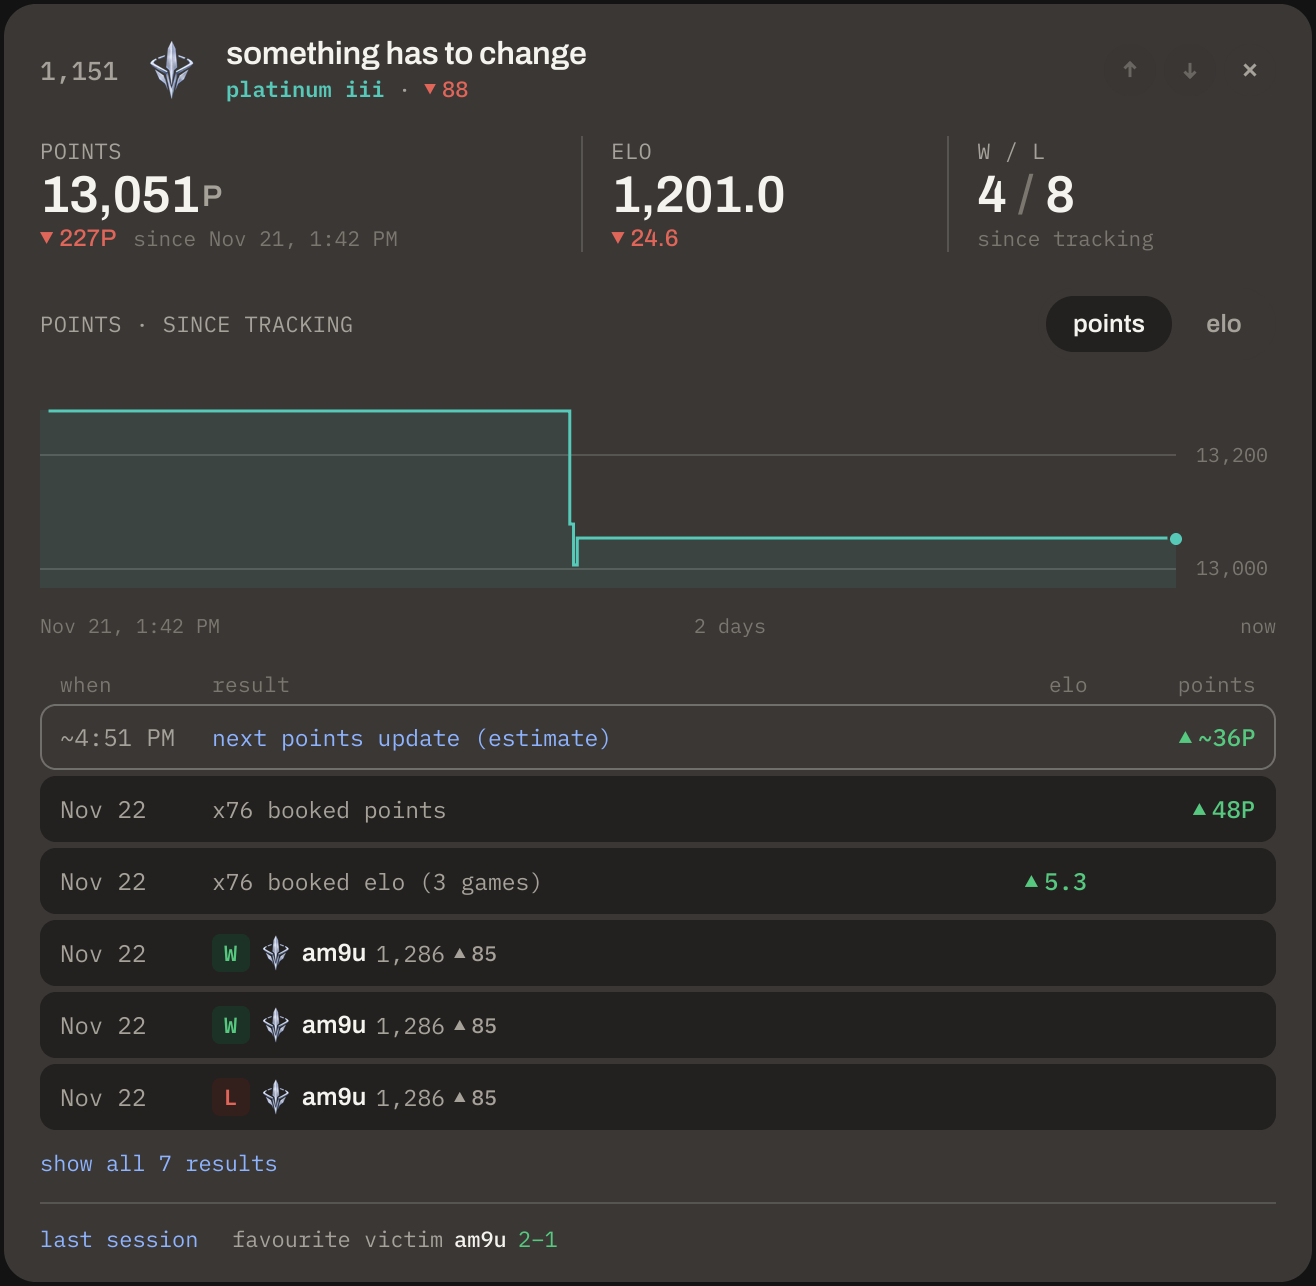 1,151
something has to change
platinum iii · ▼88
↑ ↓ ×
POINTS ELO W / L
13,051P 1,201.0 4 / 8
▼227P since Nov 21, 1:42 PM ▼24.6 since tracking
POINTS · SINCE TRACKING points elo
13,200
13,000
Nov 21, 1:42 PM 2 days now
when result elo points
~4:51 PM next points update (estimate) ▲~36P
Nov 22 x76 booked points ▲48P
Nov 22 x76 booked elo (3 games) ▲5.3
Nov 22 W am9u 1,286 ▲85
Nov 22 W am9u 1,286 ▲85
Nov 22 L am9u 1,286 ▲85
show all 7 results
last session favourite victim am9u 2–1